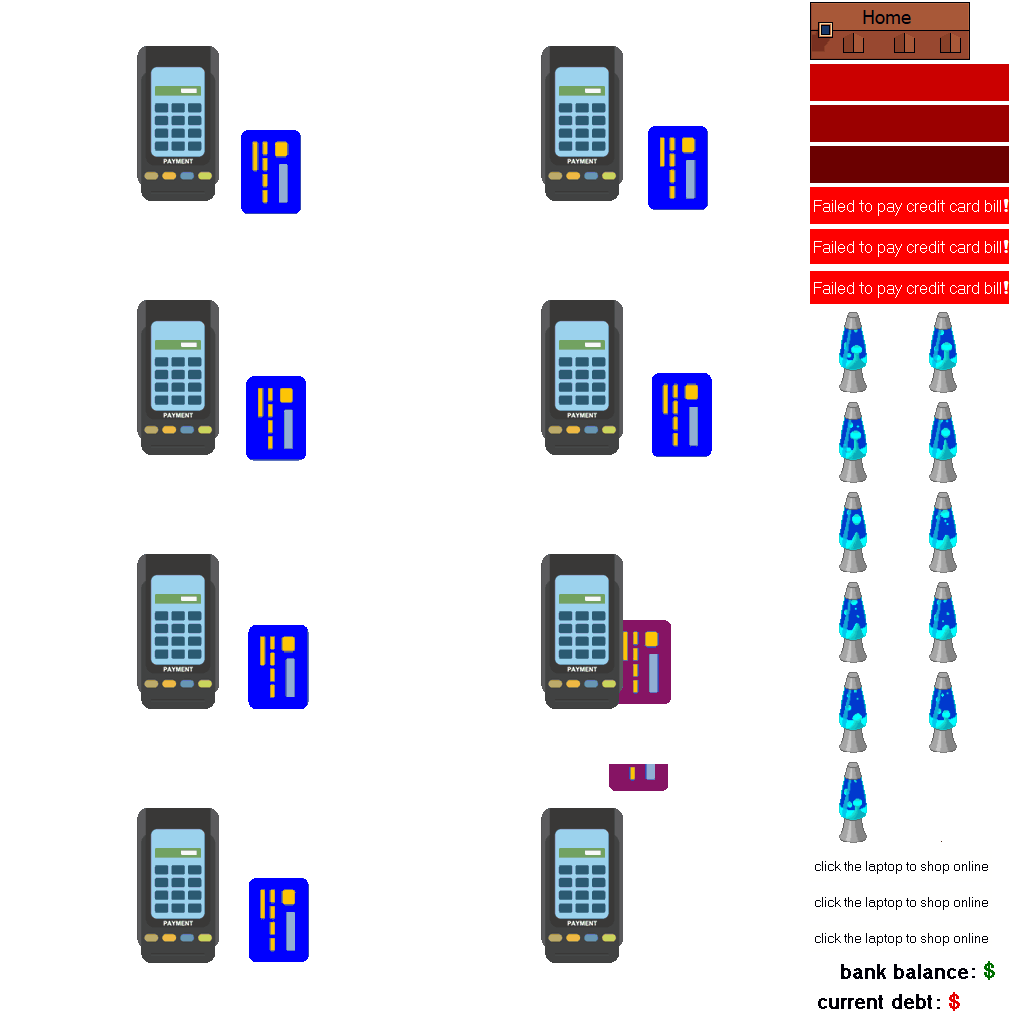 Home
PAYMENT
PAYMENT
Failed to pay credit card bill!
Failed to pay credit card bill!
Failed to pay credit card bill!
PAYMENT
PAYMENT
PAYMENT
PAYMENT
click the laptop to shop online
click the laptop to shop online
PAYMENT
PAYMENT
click the laptop to shop online
bank balance: $
current debt: $